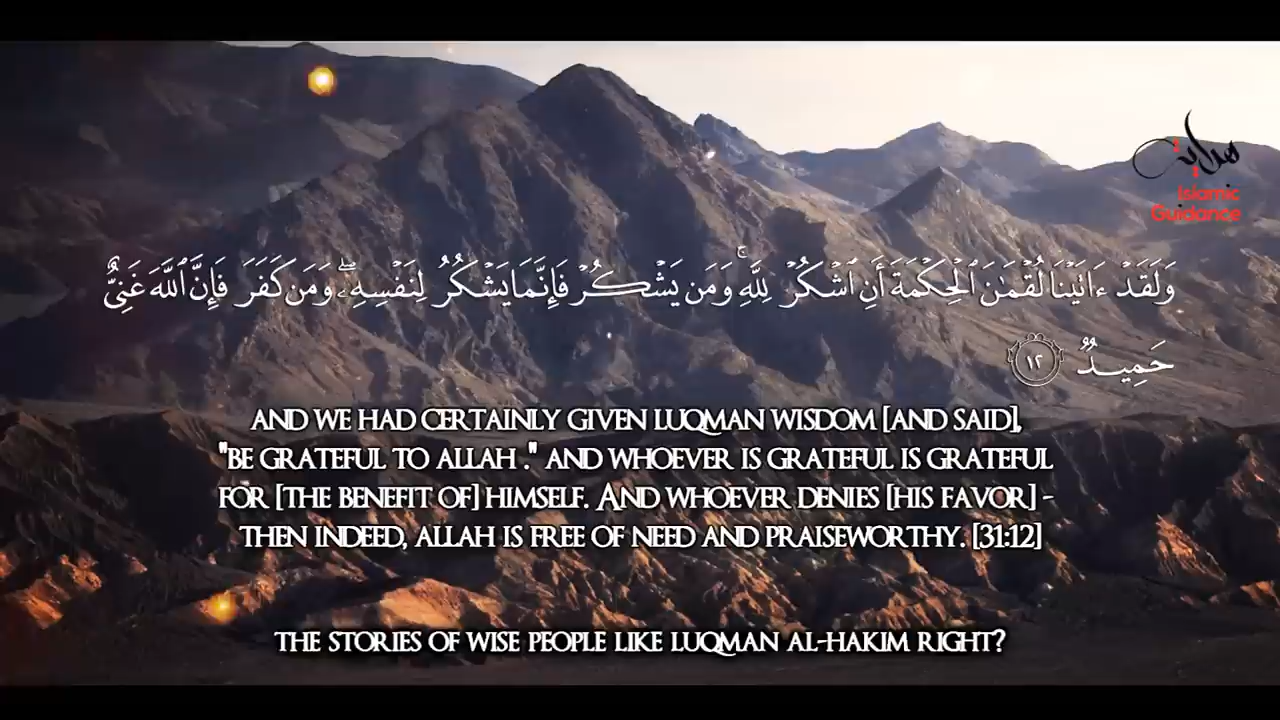 هداية
Islamic
Guidance
وَلَقَدْ ءَاتَيْنَا لُقْمَٰنَ ٱلْحِكْمَةَ أَنِ ٱشْكُرْ لِلَّهِ ۚ وَمَن يَشْكُرْ فَإِنَّمَا يَشْكُرُ لِنَفْسِهِۦ ۖ وَمَن كَفَرَ فَإِنَّ ٱللَّهَ غَنِىٌّ
حَمِيدٌ ١٢
AND WE HAD CERTAINLY GIVEN LUQMAN WISDOM [AND SAID],
"BE GRATEFUL TO ALLAH ." AND WHOEVER IS GRATEFUL IS GRATEFUL
FOR [THE BENEFIT OF] HIMSELF. AND WHOEVER DENIES [HIS FAVOR] -
THEN INDEED, ALLAH IS FREE OF NEED AND PRAISEWORTHY. [31:12]
THE STORIES OF WISE PEOPLE LIKE LUQMAN AL-HAKIM RIGHT?